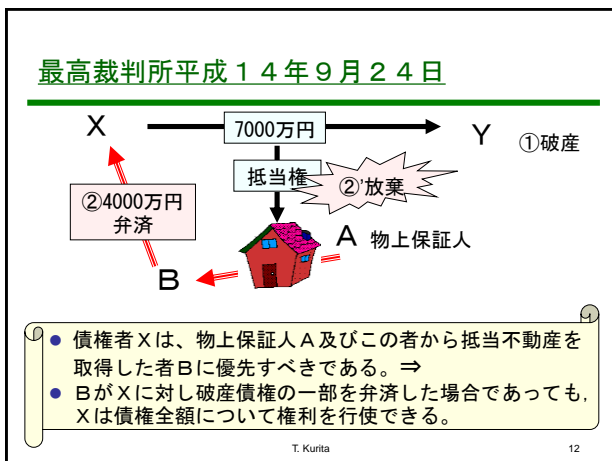 最高裁判所平成１４年９月２４日
X
7000万円
Y
①破産
抵当権
②’放棄
②4000万円
弁済
A
物上保証人
B
● 債権者Ｘは、物上保証人Ａ及びこの者から抵当不動産を
取得した者Ｂに優先すべきである。⇒
● ＢがＸに対し破産債権の一部を弁済した場合であっても,
Ｘは債権全額について権利を行使できる。
T. Kurita
12